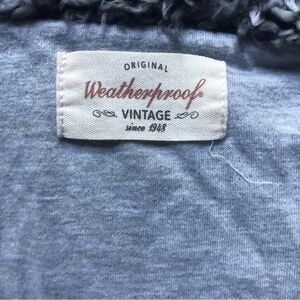 ORIGINAL
Weatherproof®
VINTAGE
since 1948